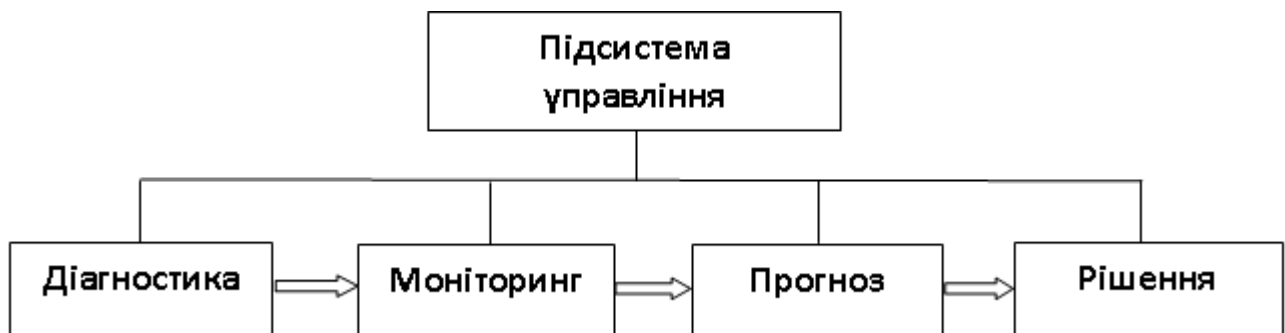 Підсистема
управління
Діагностика
Моніторинг
Прогноз
Рішення